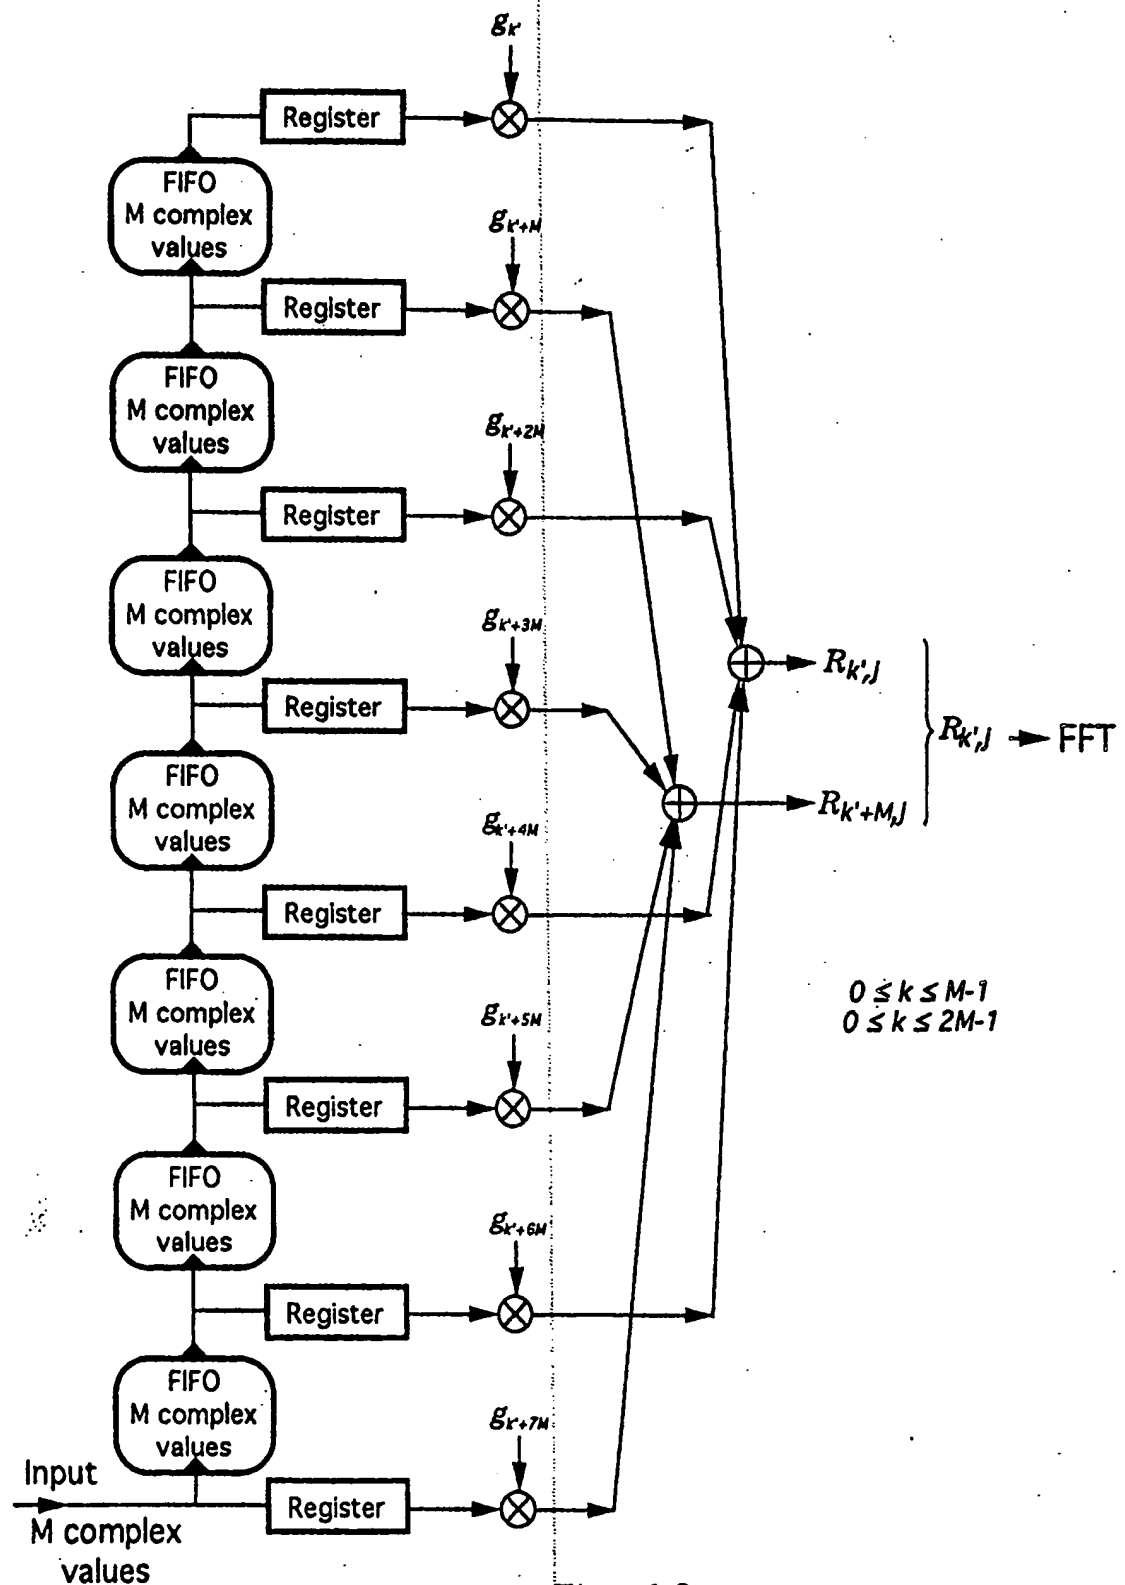 g_k'
Register
FIFO
M complex
values
g_k'+M
Register
FIFO
M complex
values
g_k'+2M
Register
FIFO
M complex
values
g_k'+3M
Register
R_k',j
R_k',j → FFT
FIFO
M complex
values
R_k'+M,j
g_k'+4M
Register
FIFO
M complex
values
0 ≤ k ≤ M-1
0 ≤ k ≤ 2M-1
g_k'+5M
Register
FIFO
M complex
values
g_k'+6M
Register
FIFO
M complex
values
g_k'+7M
Input
Register
M complex
values